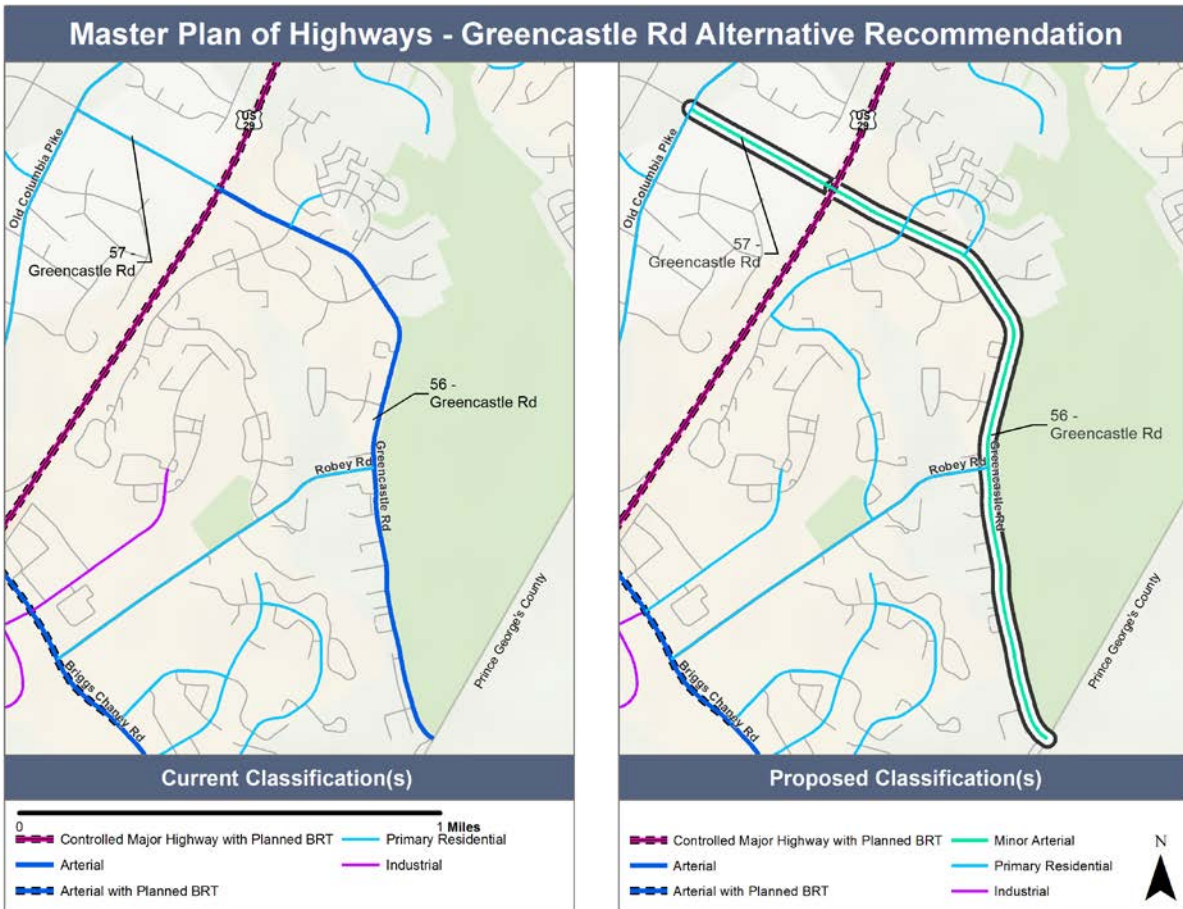 Master Plan of Highways - Greencastle Rd Alternative Recommendation
US
29
Old Columbia Pike
57 -
Greencastle Rd
56 -
Greencastle Rd
Robey Rd
Greencastle Rd
Prince George's County
Briggs Chaney Rd
Current Classification(s)
0
1 Miles
Controlled Major Highway with Planned BRT
Primary Residential
Arterial
Industrial
Arterial with Planned BRT
US
29
Old Columbia Pike
57 -
Greencastle Rd
56 -
Greencastle Rd
Robey Rd
Greencastle Rd
Prince George's County
Briggs Chaney Rd
Proposed Classification(s)
Controlled Major Highway with Planned BRT
Minor Arterial
Arterial
Primary Residential
Arterial with Planned BRT
Industrial
N